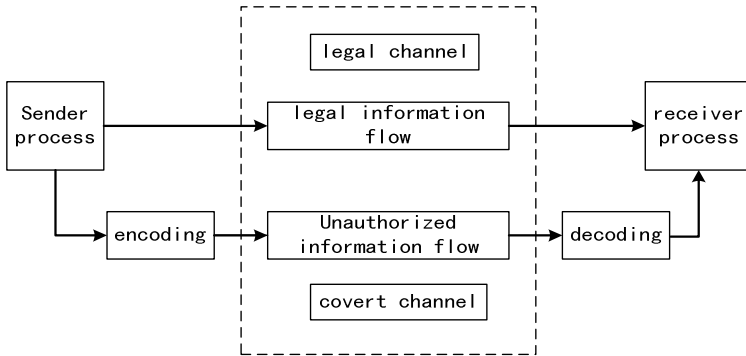 legal channel
Sender
process
legal information
flow
receiver
process
encoding
Unauthorized
information flow
decoding
covert channel